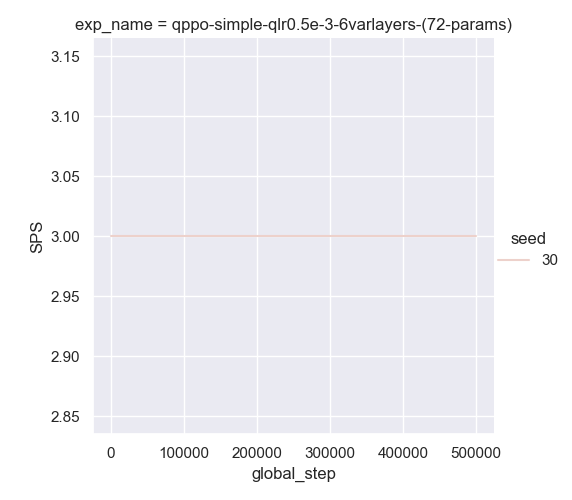 exp_name = qppo-simple-qlr0.5e-3-6varlayers-(72-params)
3.15
3.10
3.05
3.00
2.95
2.90
2.85
SPS
0 100000 200000 300000 400000 500000
global_step
seed
30